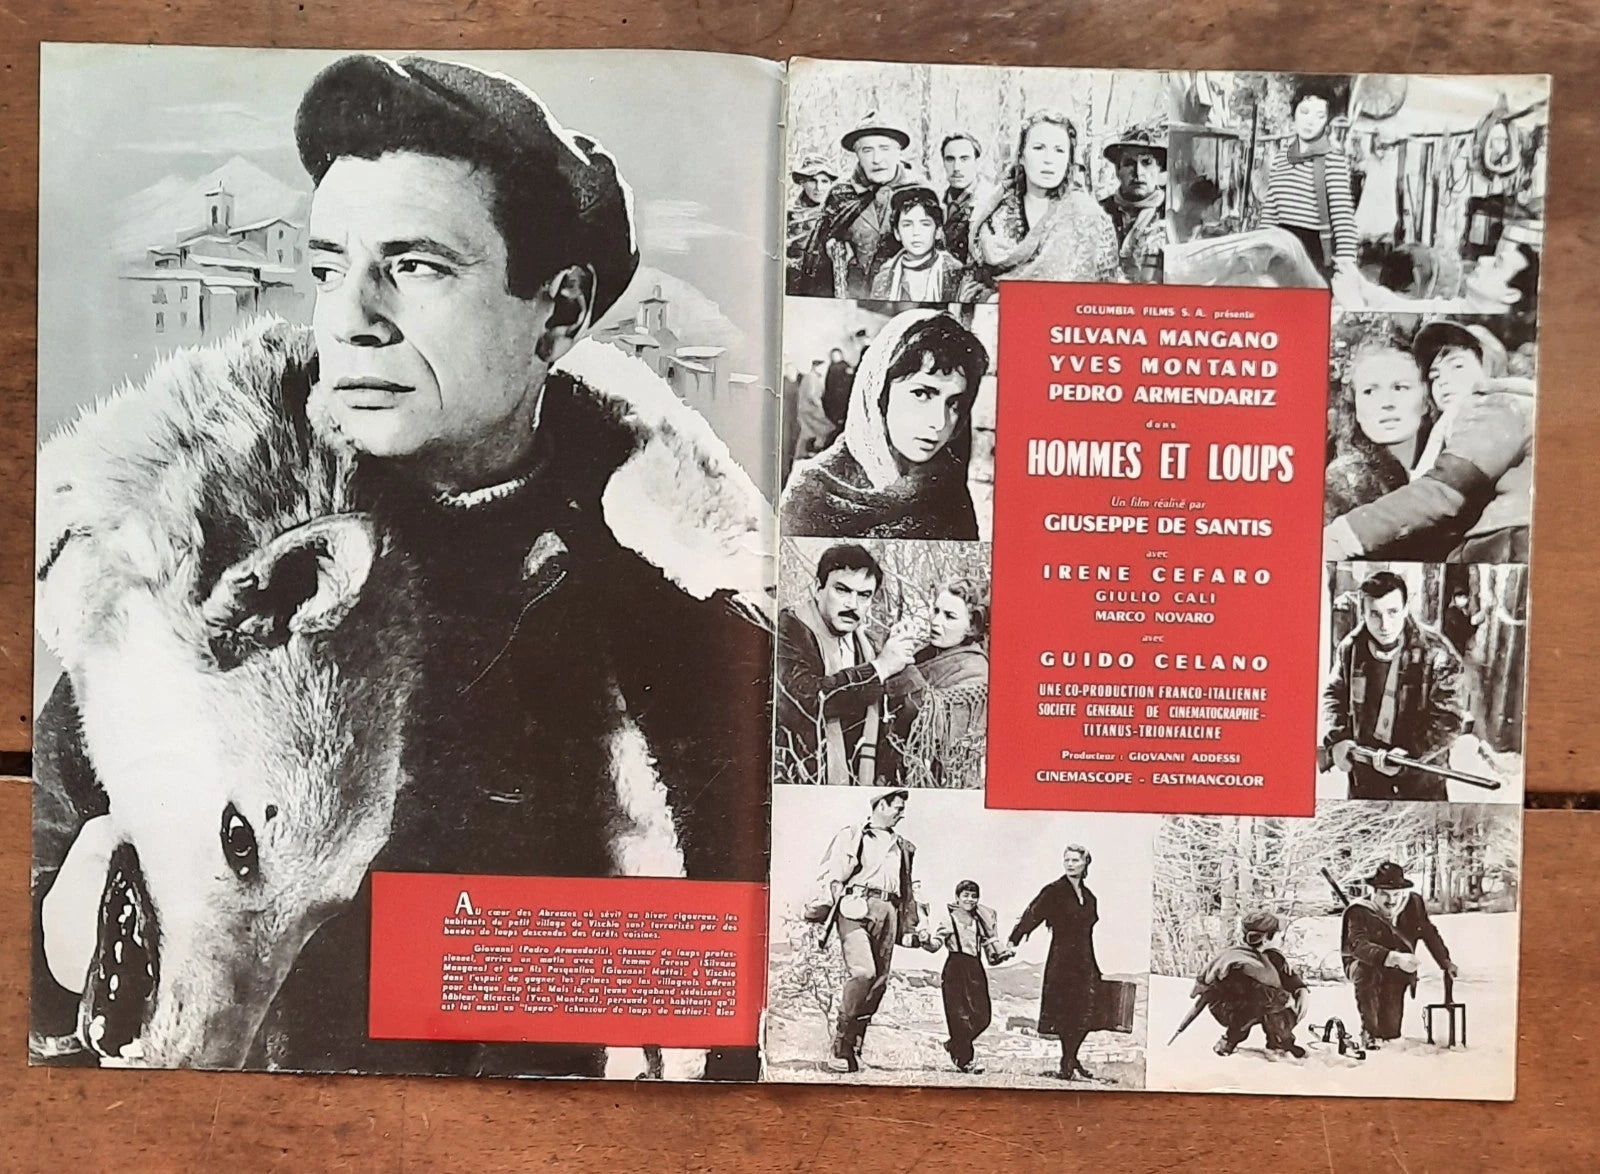 AU cœur des Abruzzes où sévit un hiver rigoureux, les
habitants du petit village de Vischio sont terrorisés par des
bandes de loups descendus des forêts voisines.
Giovanni (Pedro Armendariz), chasseur de loups profes-
sionnel, arrive un matin avec sa femme Teresa (Silvana
Mangano) et son fils Pasqualino (Giovanni Matta), à Vischio
dans l'espoir de gagner les primes que les villageois offrent
pour chaque loup tué. Mais là, un jeune vagabond séduisant et
hâbleur, Ricuccio (Yves Montand), persuade les habitants qu'il
est lui aussi un "luparo" (chasseur de loups de métier). Bien
COLUMBIA FILMS S. A. présente
SILVANA MANGANO
YVES MONTAND
PEDRO ARMENDARIZ
dans
HOMMES ET LOUPS
Un film réalisé par
GIUSEPPE DE SANTIS
avec
IRENE CEFARO
GIULIO CALI
MARCO NOVARO
avec
GUIDO CELANO
UNE CO-PRODUCTION FRANCO-ITALIENNE
SOCIETE GENERALE DE CINEMATOGRAPHIE-
TITANUS-TRIONFALCINE
Producteur : GIOVANNI ADDESSI
CINEMASCOPE - EASTMANCOLOR